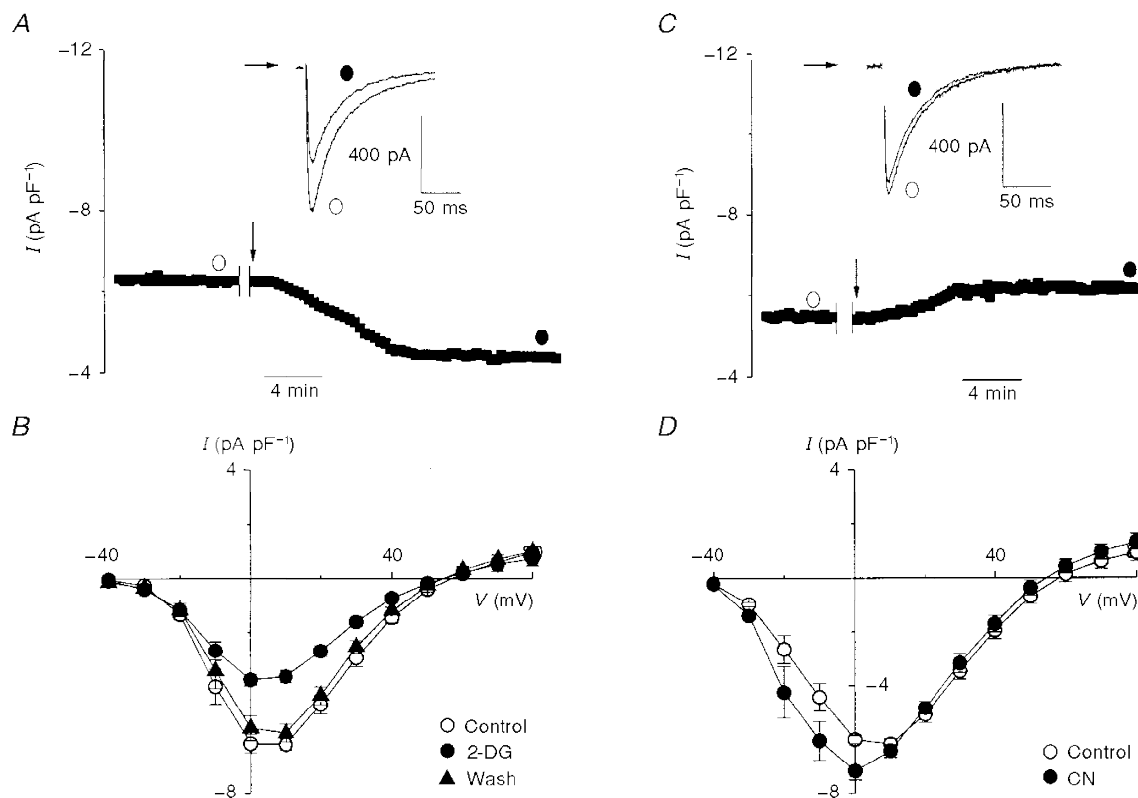 A
−12
−10
−8
−4
I (pA pF⁻¹)
400 pA
50 ms
4 min
C
−12
−8
−4
I (pA pF⁻¹)
400 pA
50 ms
4 min
B
I (pA pF⁻¹)
4
−40
40
V (mV)
−8
Control
2-DG
Wash
D
I (pA pF⁻¹)
4
−40
40
V (mV)
−4
−8
Control
CN